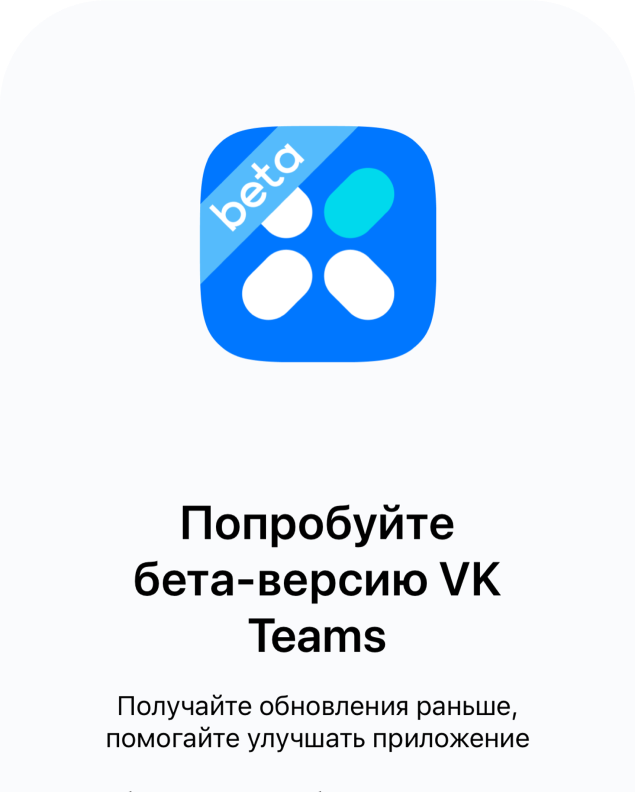 beta
Попробуйте
бета-версию VK
Teams
Получайте обновления раньше,
помогайте улучшать приложение